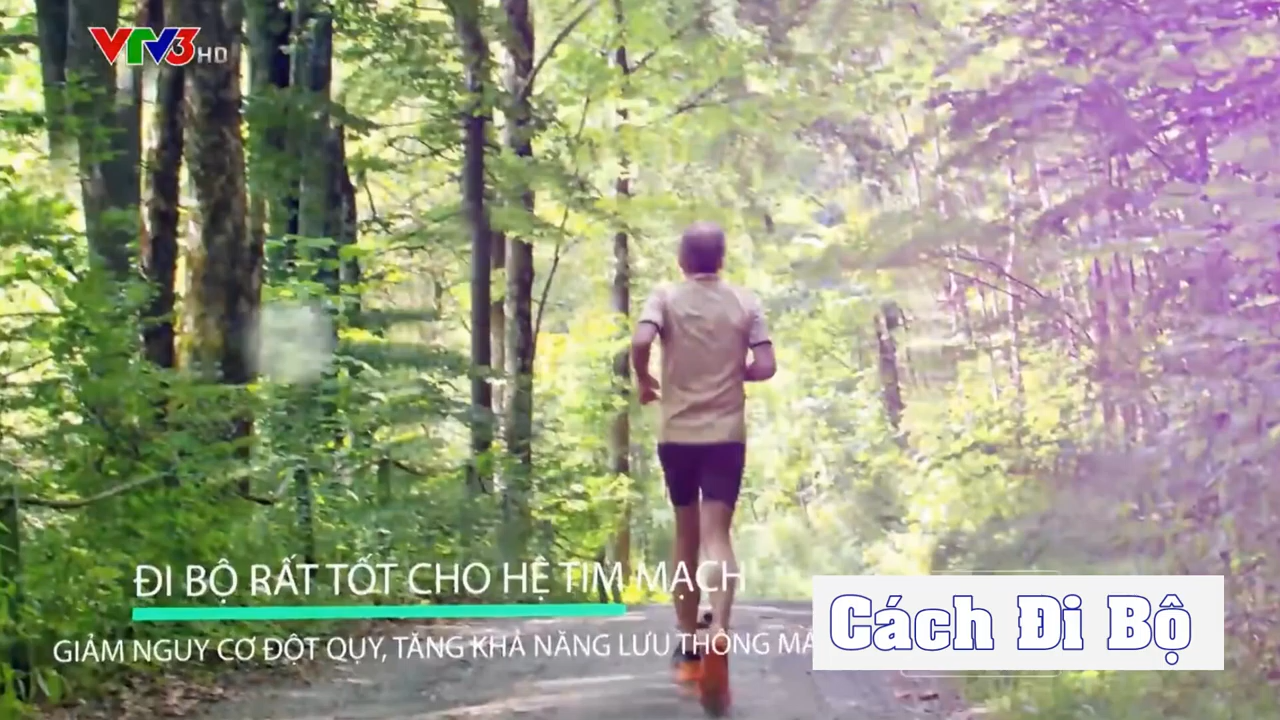 VTV3 HD
ĐI BỘ RẤT TỐT CHO HỆ TIM MẠCH
GIẢM NGUY CƠ ĐỘT QUỴ, TĂNG KHẢ NĂNG LƯU THÔNG
Cách Đi Bộ